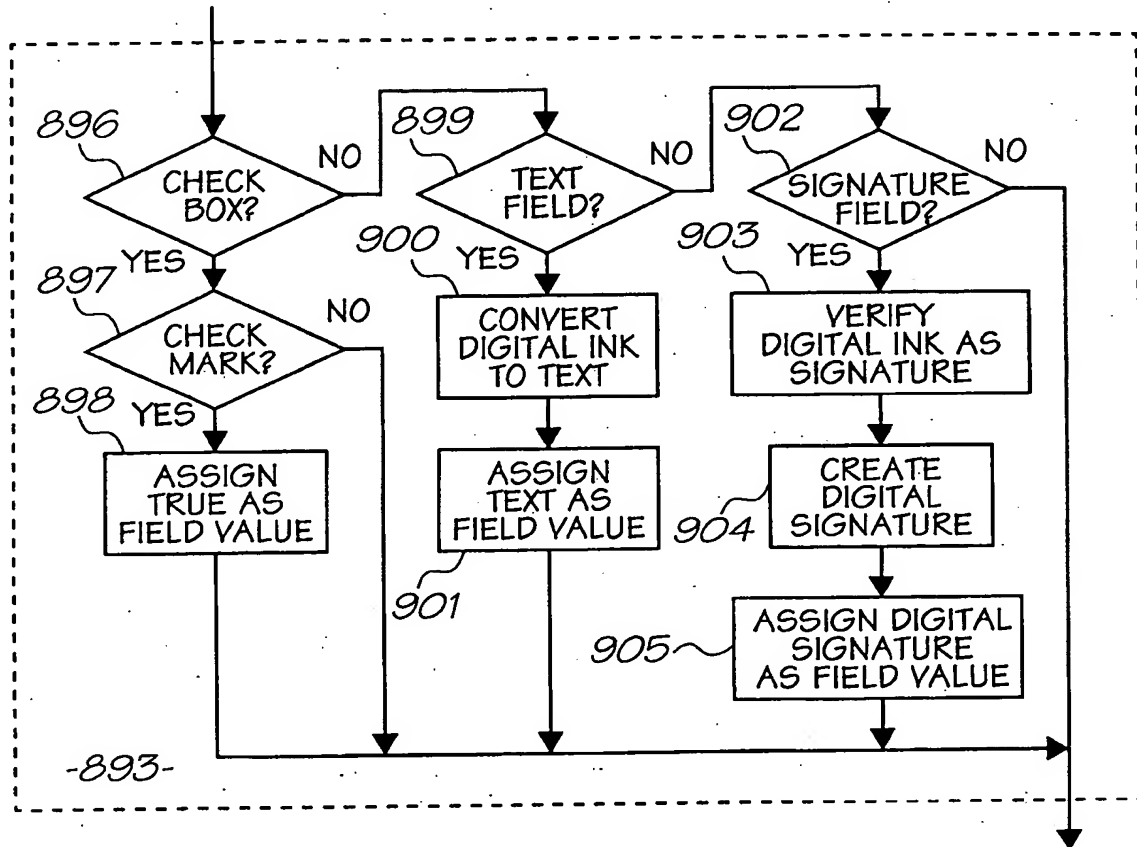 896
CHECK
BOX?
NO
YES
897
CHECK
MARK?
NO
YES
898
ASSIGN
TRUE AS
FIELD VALUE
899
TEXT
FIELD?
NO
YES
900
CONVERT
DIGITAL INK
TO TEXT
ASSIGN
TEXT AS
FIELD VALUE
901
902
SIGNATURE
FIELD?
NO
YES
903
VERIFY
DIGITAL INK AS
SIGNATURE
CREATE
DIGITAL
SIGNATURE
904
ASSIGN DIGITAL
SIGNATURE
AS FIELD VALUE
905
-893-